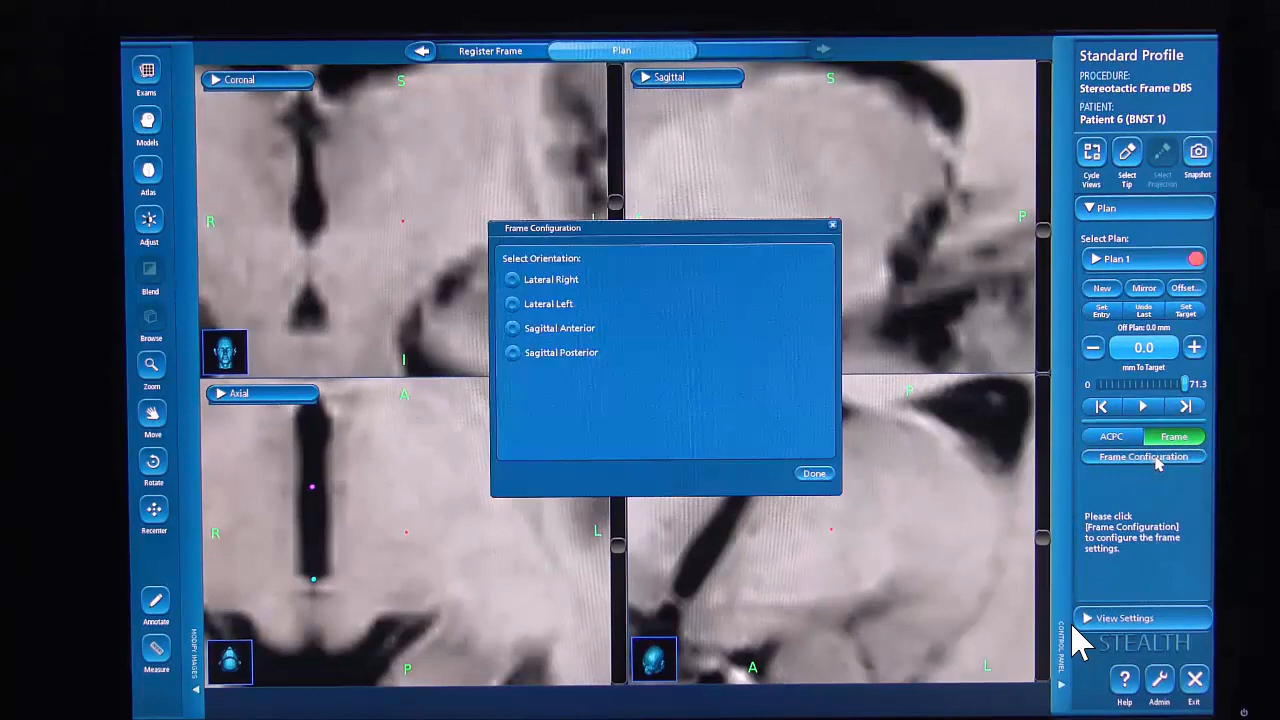 Register Frame
Plan
Exams
Models
Atlas
Adjust
Blend
Browse
Zoom
Move
Rotate
Recenter
Annotate
Measure
MODIFY IMAGES
Coronal
S
R
I
Sagittal
S
P
Axial
A
R
L
P
P
A
L
Frame Configuration
Select Orientation:
Lateral Right
Lateral Left
Sagittal Anterior
Sagittal Posterior
Done
CONTROL PANEL
Standard Profile
PROCEDURE:
Stereotactic Frame DBS
PATIENT:
Patient 6 (BNST 1)
Cycle Views
Select Tip
Select Projection
Snapshot
Plan
Select Plan:
Plan 1
New
Mirror
Offset...
Set Entry
Undo Last
Set Target
Off Plan: 0.0 mm
0.0
mm To Target
0
71.3
ACPC
Frame
Frame Configuration
Please click
[Frame Configuration]
to configure the frame
settings.
View Settings
STEALTH
Help
Admin
Exit